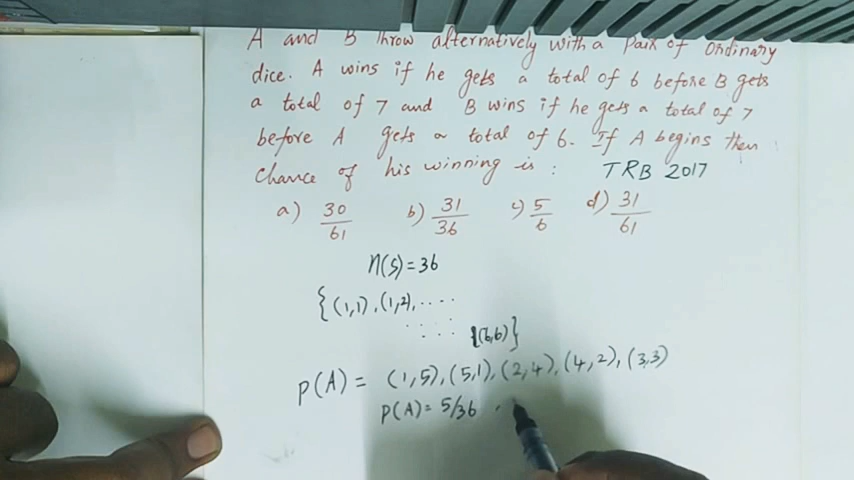 A and B Throw alternatively with a Pair of Ordinary
dice. A wins if he gets a total of 6 before B gets
a total of 7 and B wins if he gets a total of 7
before A gets a total of 6. If A begins then
chance of his winning is : TRB 2017
a) 30/61 b) 31/36 c) 5/6 d) 31/61
n(S) = 36
{(1,1), (1,2), ....
.... (6,6)}
P(A) = (1,5), (5,1), (2,4), (4,2), (3,3)
P(A) = 5/36